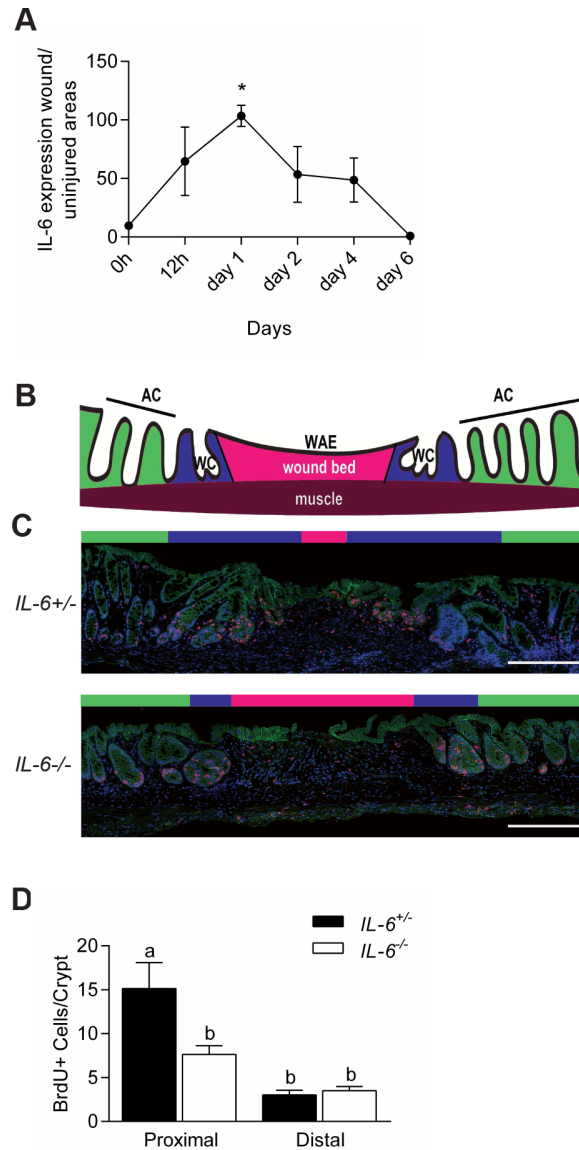 A
IL-6 expression wound/
uninjured areas
150
100
50
0
*
0h
12h
day 1
day 2
day 4
day 6
Days
B
AC
AC
WAE
WC
WC
wound bed
muscle
C
IL-6+/-
IL-6-/-
D
IL-6+/-
IL-6-/-
BrdU+ Cells/Crypt
20
15
10
5
0
a
b
b
b
Proximal
Distal